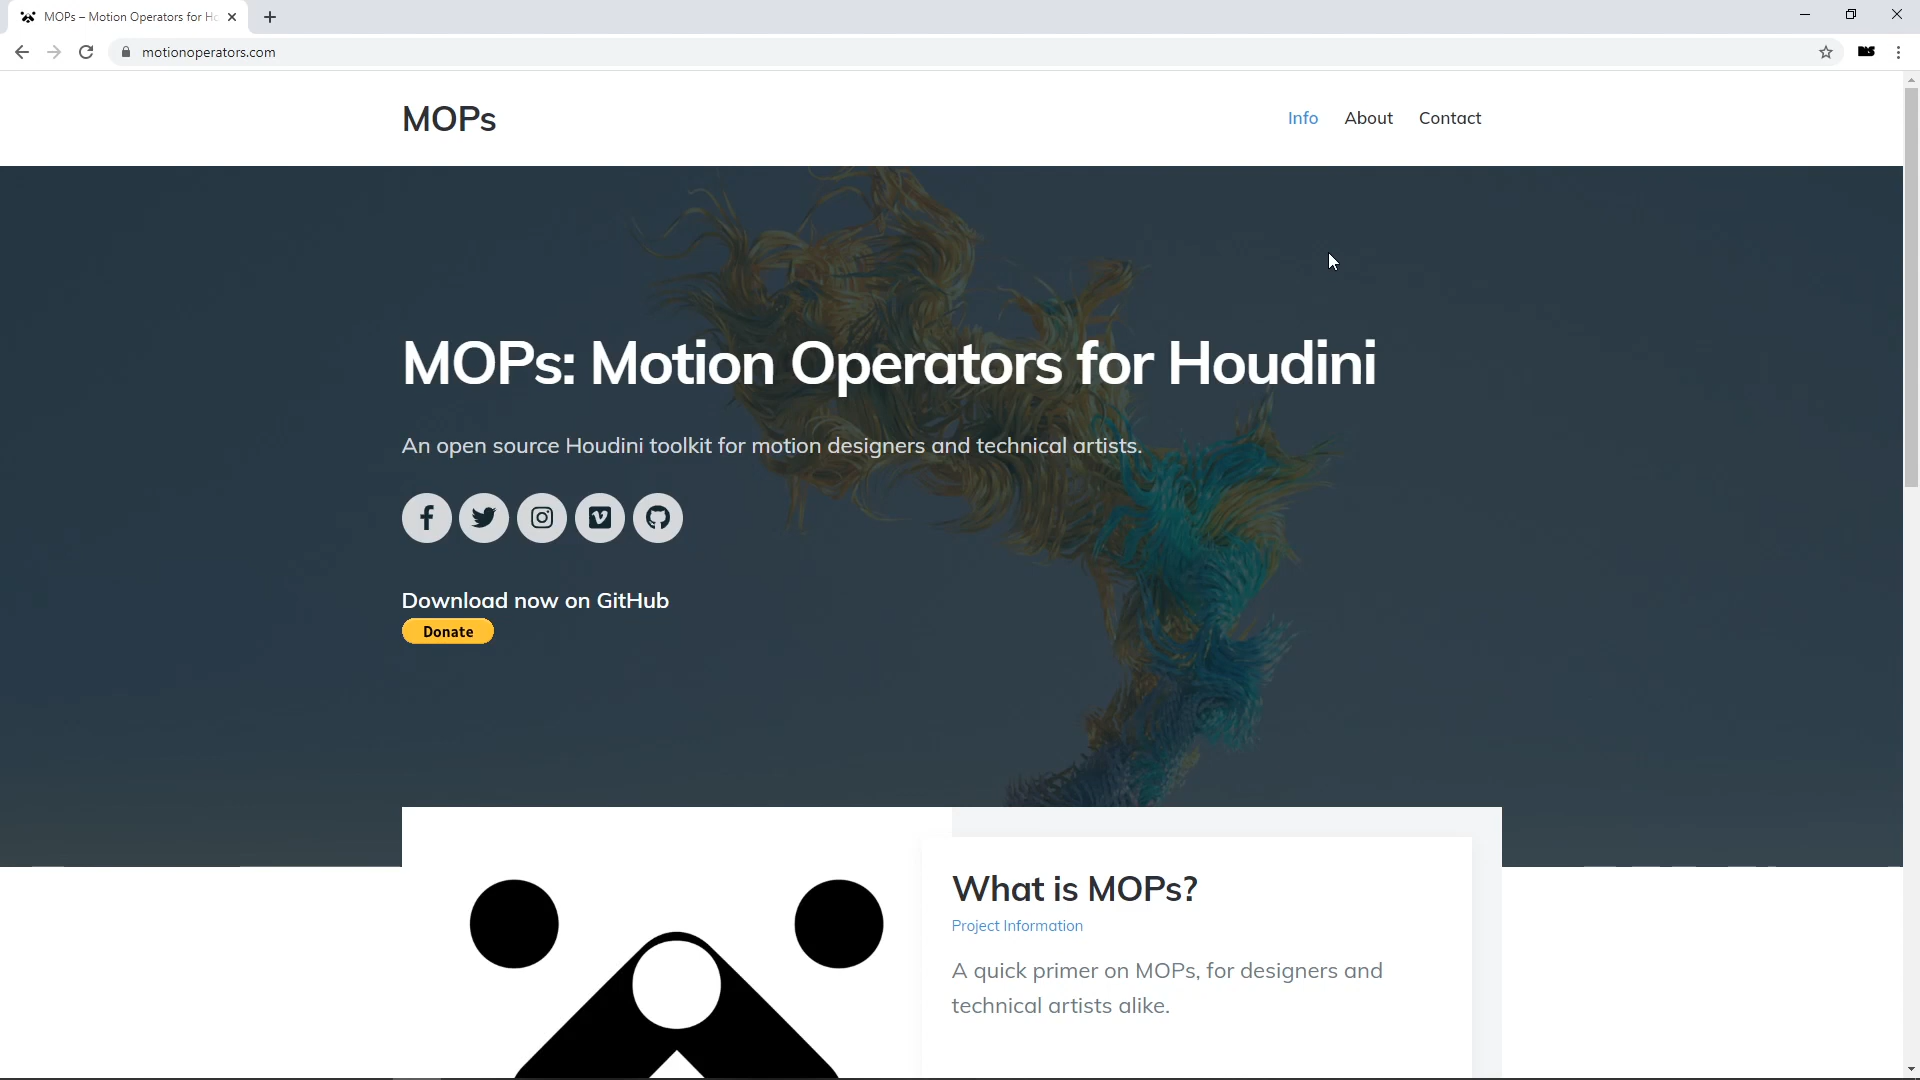 MOPs – Motion Operators for Ho
motionoperators.com
MOPs
Info About Contact
MOPs: Motion Operators for Houdini
An open source Houdini toolkit for motion designers and technical artists.
Download now on GitHub
Donate
What is MOPs?
Project Information
A quick primer on MOPs, for designers and
technical artists alike.